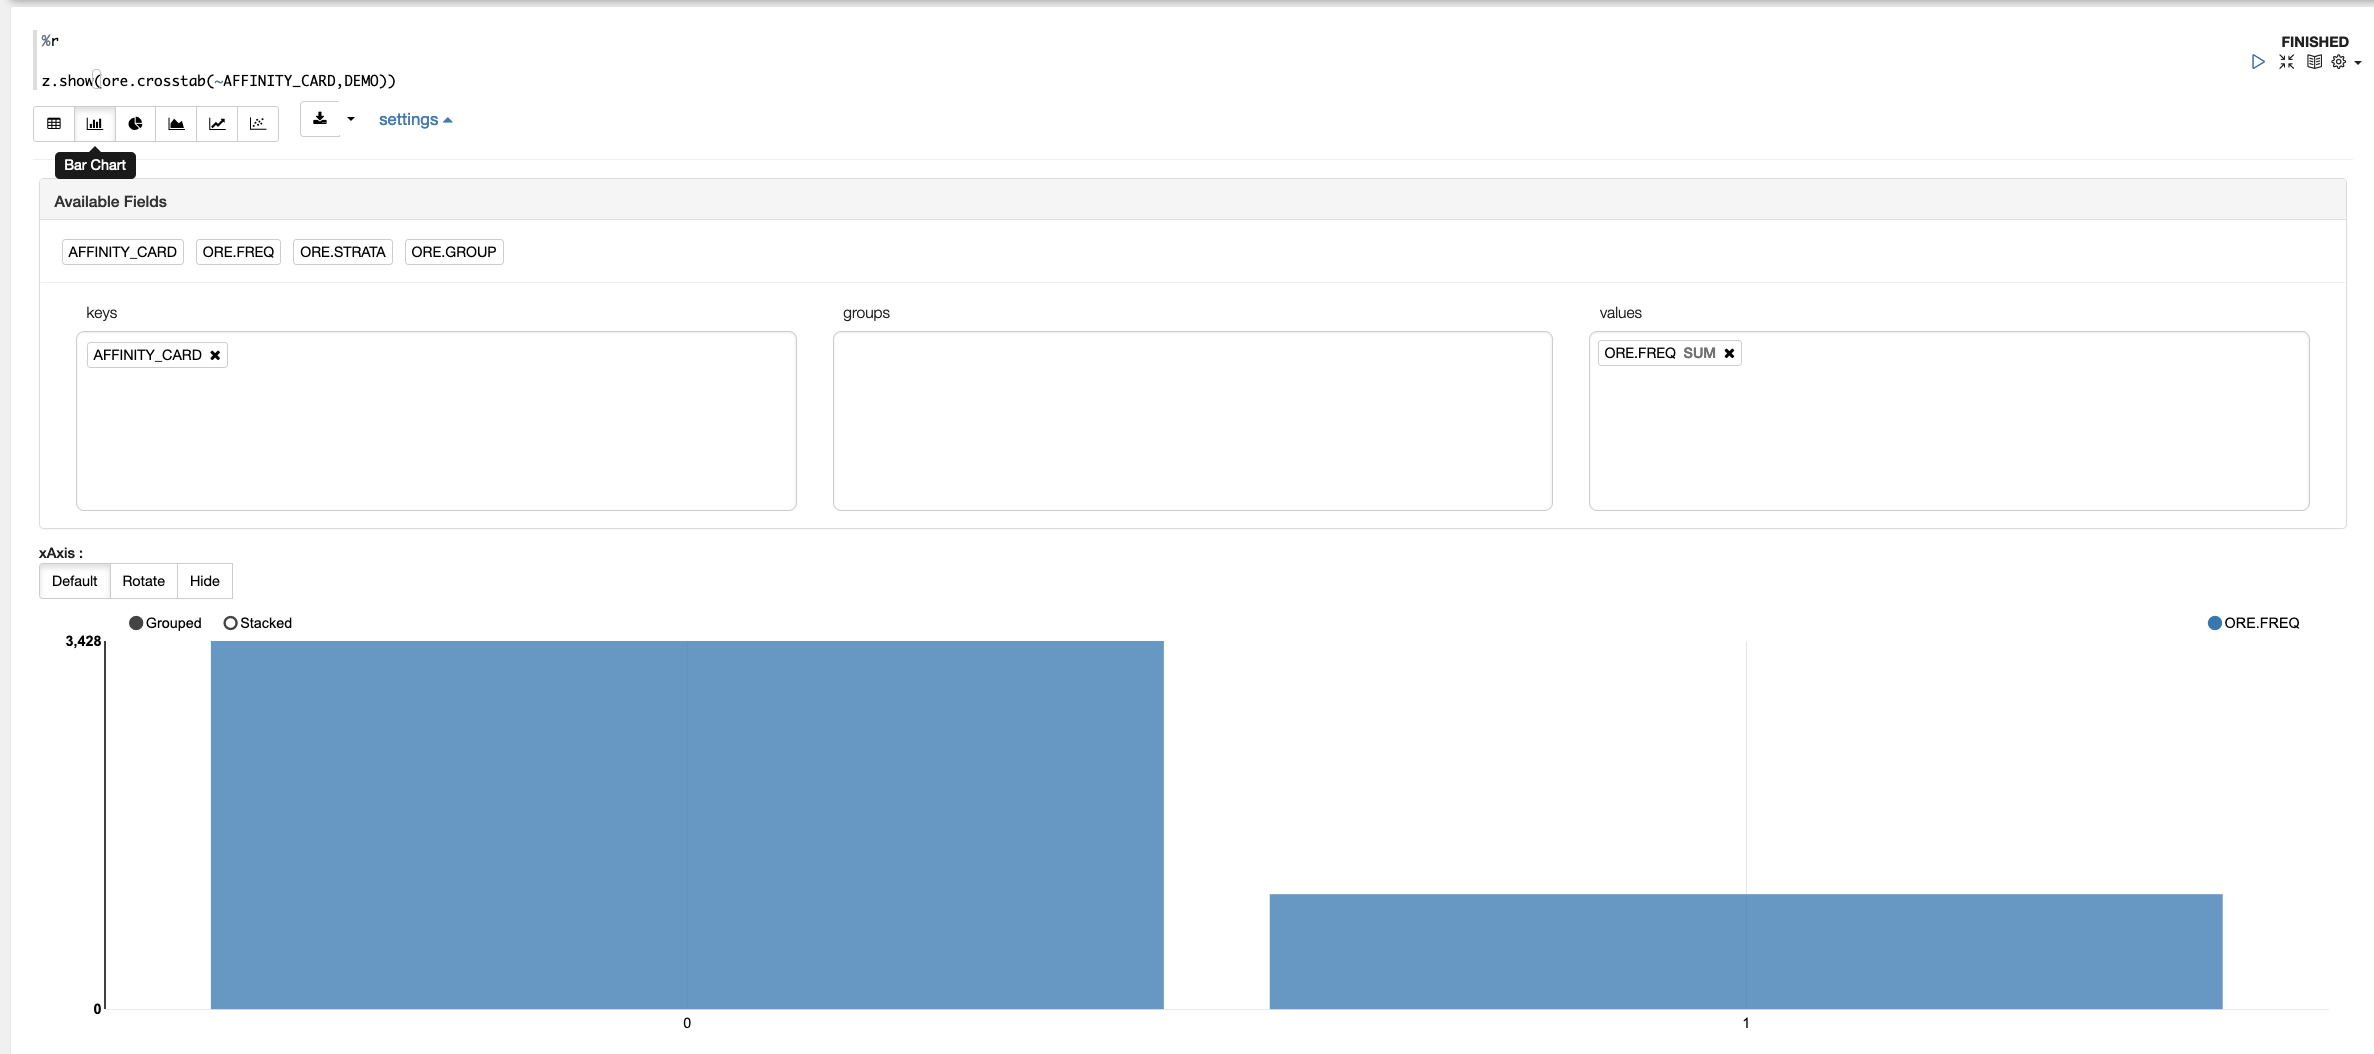 %r
FINISHED
z.show(ore.crosstab(~AFFINITY_CARD,DEMO))
settings
Bar Chart
Available Fields
AFFINITY_CARD ORE.FREQ ORE.STRATA ORE.GROUP
keys groups values
AFFINITY_CARD ORE.FREQ SUM
xAxis :
Default Rotate Hide
Grouped Stacked ORE.FREQ
3,428
0
0 1